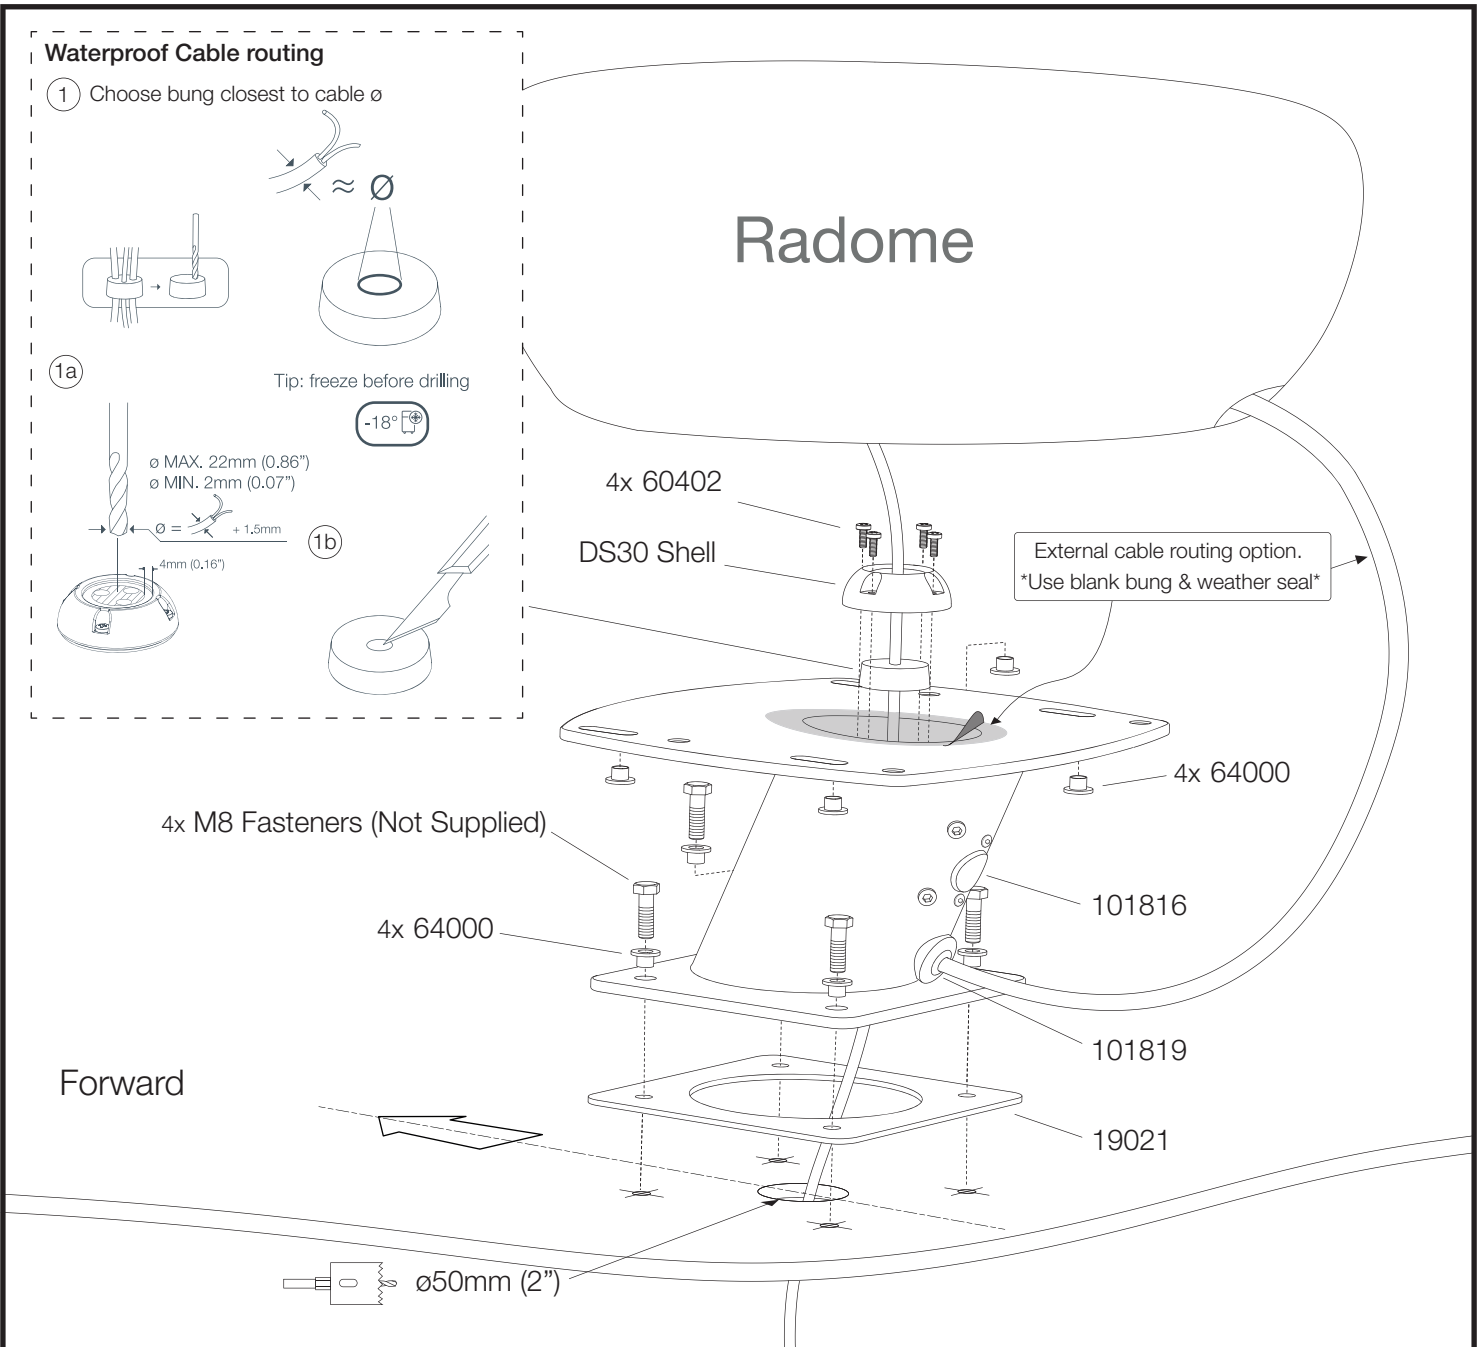 Waterproof Cable routing
1 Choose bung closest to cable ø
≈ Ø
1a
Tip: freeze before drilling
-18°
ø MAX. 22mm (0.86”)
ø MIN. 2mm (0.07”)
Ø = + 1.5mm
4mm (0.16”)
1b
Radome
4x 60402
DS30 Shell
External cable routing option.
*Use blank bung & weather seal*
4x 64000
4x M8 Fasteners (Not Supplied)
4x 64000
101816
101819
Forward
19021
ø50mm (2”)